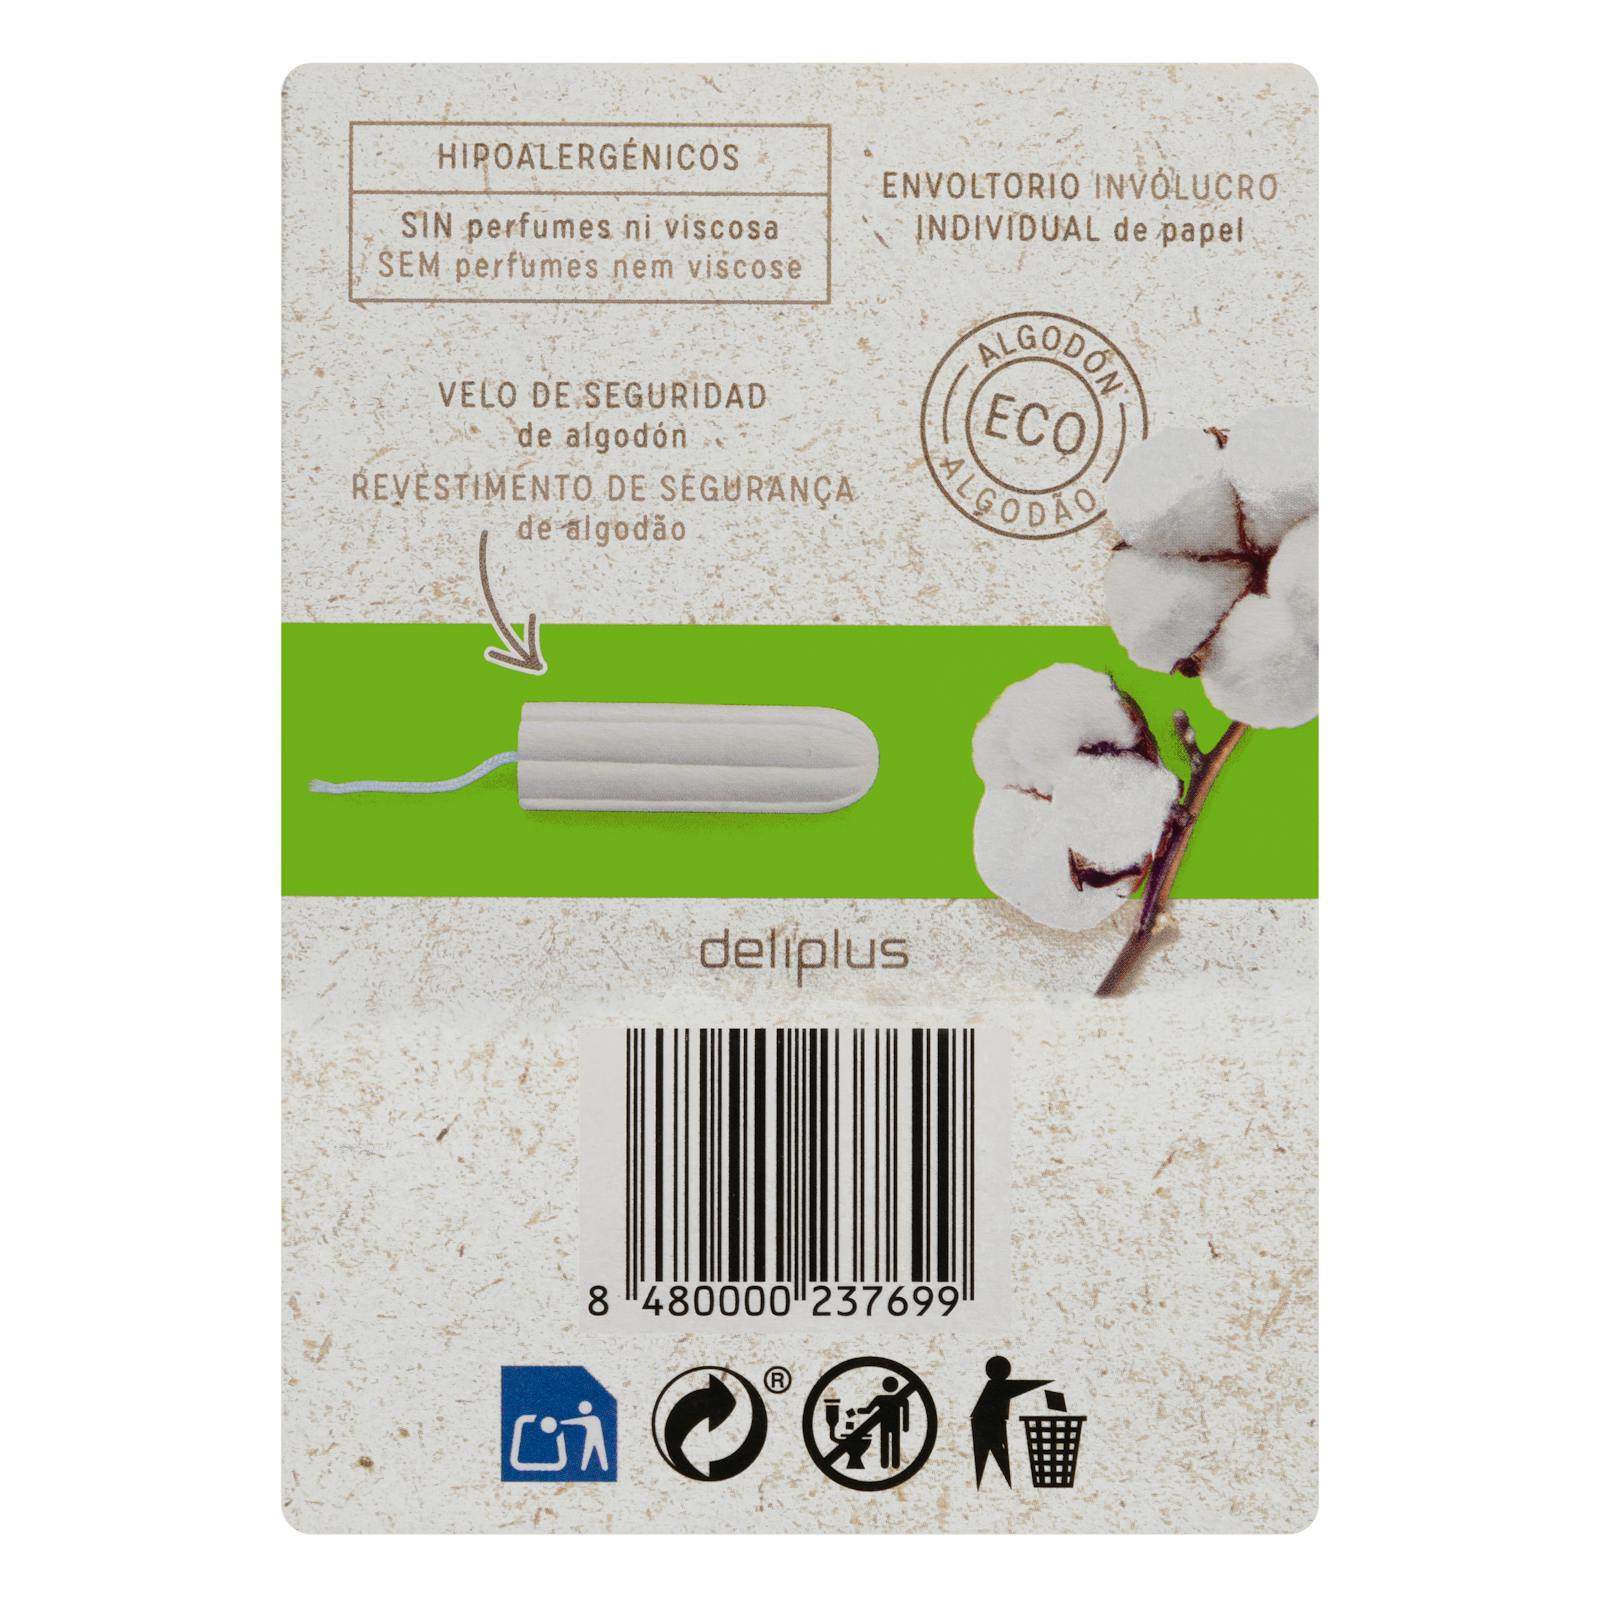 HIPOALERGÉNICOS
SIN perfumes ni viscosa
SEM perfumes nem viscose
ENVOLTORIO INVÓLUCRO
INDIVIDUAL de papel
VELO DE SEGURIDAD
de algodón
REVESTIMENTO DE SEGURANÇA
de algodão
ALGODÓN
ECO
ALGODÃO
deliplus
8 480000 237699
®